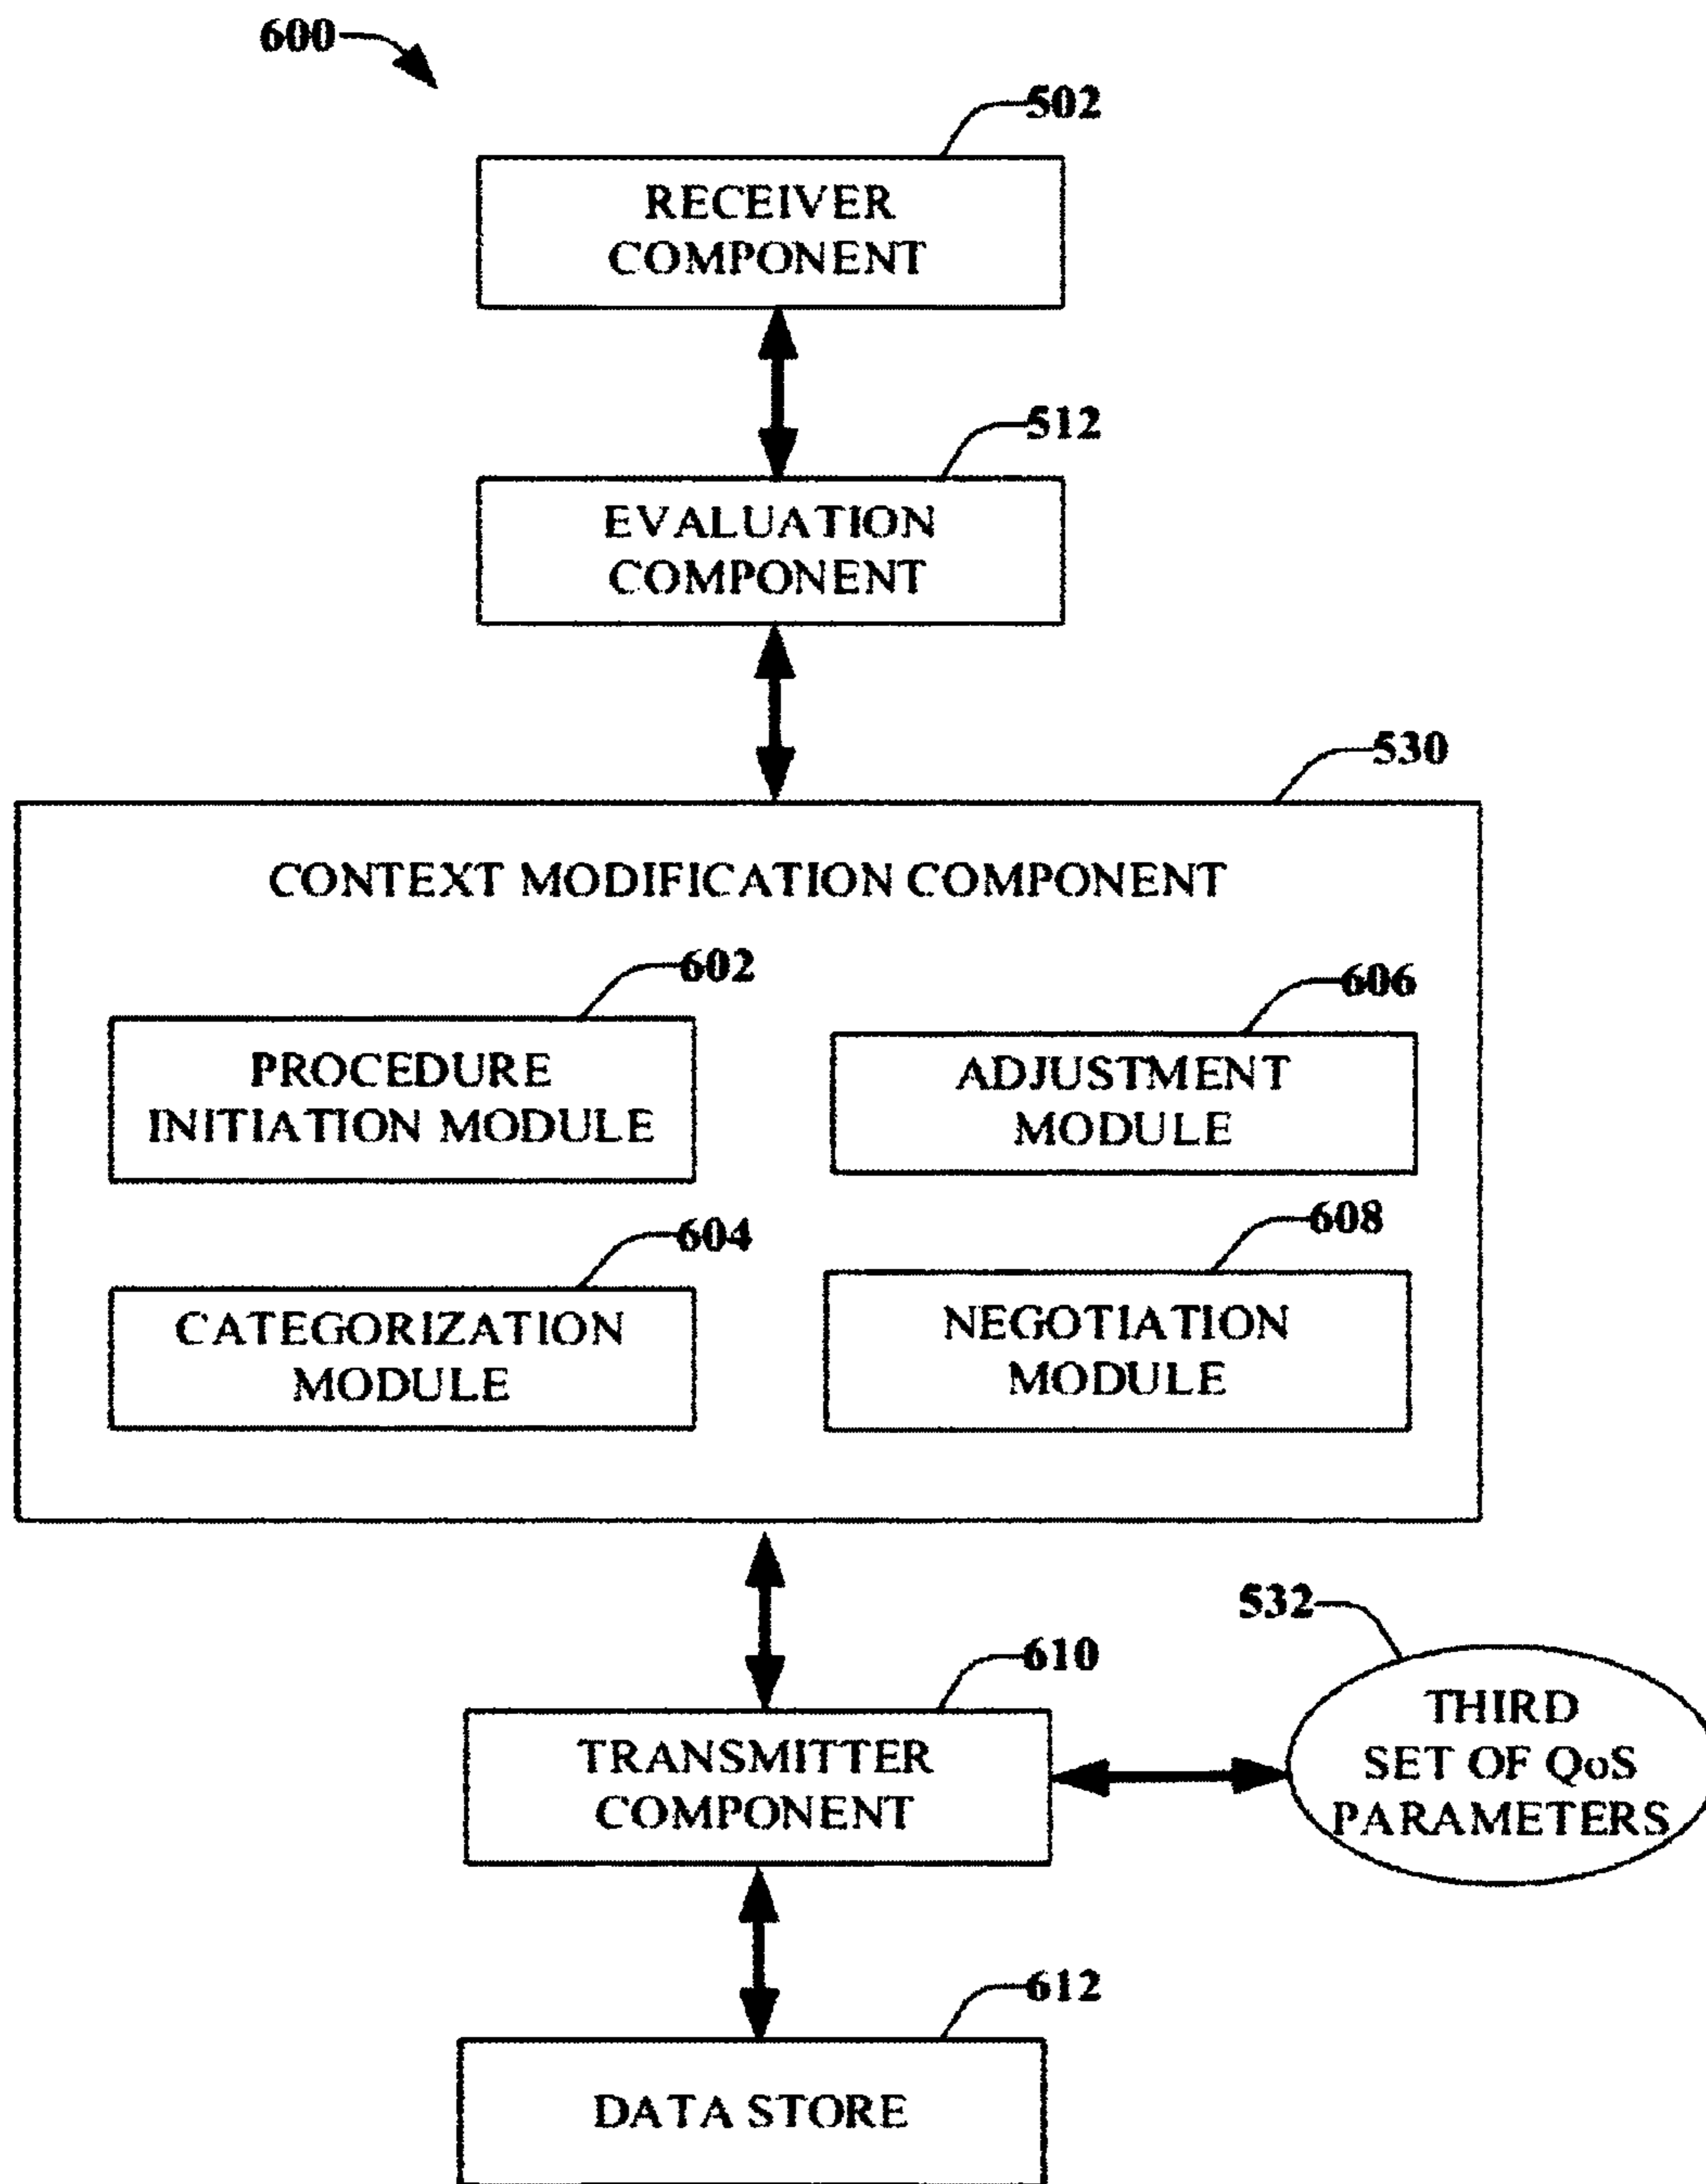 600
502
RECEIVER
COMPONENT
512
EVALUATION
COMPONENT
530
CONTEXT MODIFICATION COMPONENT
602
PROCEDURE
INITIATION MODULE
606
ADJUSTMENT
MODULE
604
CATEGORIZATION
MODULE
608
NEGOTIATION
MODULE
532
THIRD
SET OF QoS
PARAMETERS
610
TRANSMITTER
COMPONENT
612
DATA STORE